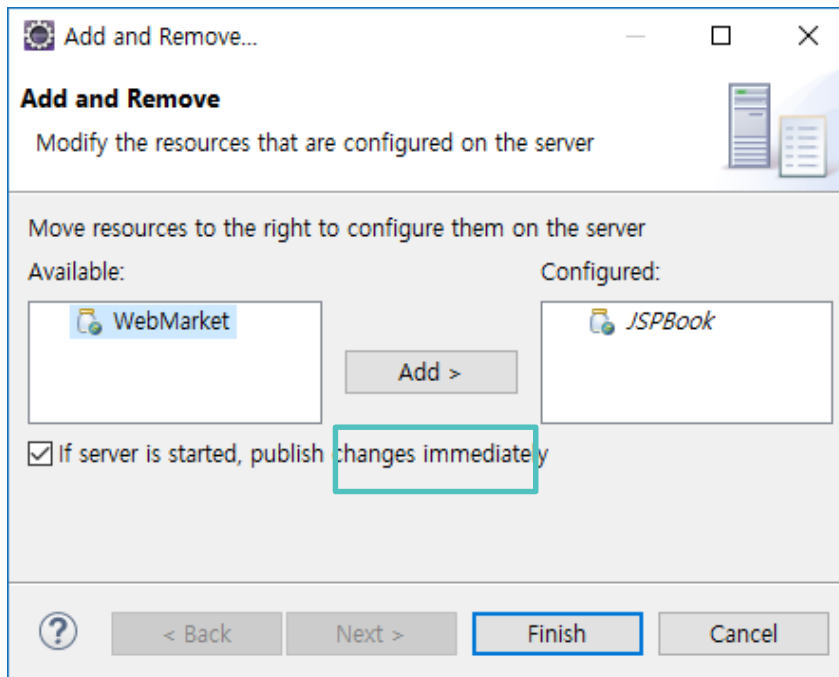 Add and Remove...
Add and Remove
Modify the resources that are configured on the server
Move resources to the right to configure them on the server
Available:
Configured:
WebMarket
JSPBook
Add >
If server is started, publish changes immediately
?
< Back
Next >
Finish
Cancel